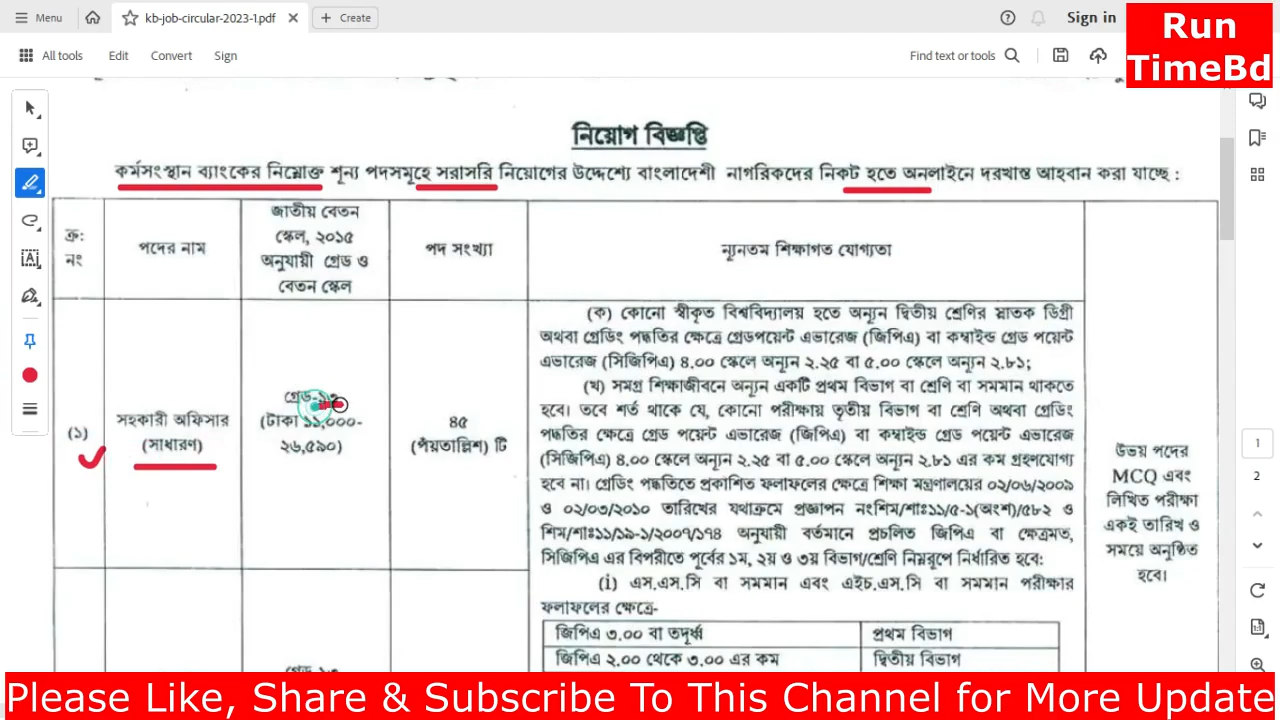 Menu
kb-job-circular-2023-1.pdf
Create
Sign in
Run
TimeBd
All tools
Edit
Convert
Sign
Find text or tools
নিয়োগ বিজ্ঞপ্তি
কর্মসংস্থান ব্যাংকের নিম্নোক্ত শূন্য পদসমূহে সরাসরি নিয়োগের উদ্দেশ্যে বাংলাদেশী নাগরিকদের নিকট হতে অনলাইনে দরখাস্ত আহবান করা যাচ্ছে :
ক্র:
নং
পদের নাম
জাতীয় বেতন
স্কেল, ২০১৫
অনুযায়ী গ্রেড ও
বেতন স্কেল
পদ সংখ্যা
ন্যূনতম শিক্ষাগত যোগ্যতা
(১)
সহকারী অফিসার
(সাধারণ)
গ্রেড-১৩
(টাকা ১১,০০০-
২৬,৫৯০)
৪৫
(পঁয়তাল্লিশ) টি
(ক) কোনো স্বীকৃত বিশ্ববিদ্যালয় হতে অন্যূন দ্বিতীয় শ্রেণির স্নাতক ডিগ্রী
অথবা গ্রেডিং পদ্ধতির ক্ষেত্রে গ্রেডপয়েন্ট এভারেজ (জিপিএ) বা কম্বাইন্ড গ্রেড পয়েন্ট
এভারেজ (সিজিপিএ) ৪.০০ স্কেলে অন্যূন ২.২৫ বা ৫.০০ স্কেলে অন্যূন ২.৮১;
(খ) সমগ্র শিক্ষাজীবনে অন্যূন একটি প্রথম বিভাগ বা শ্রেণি বা সমমান থাকতে
হবে। তবে শর্ত থাকে যে, কোনো পরীক্ষায় তৃতীয় বিভাগ বা শ্রেণি অথবা গ্রেডিং
পদ্ধতির ক্ষেত্রে গ্রেড পয়েন্ট এভারেজ (জিপিএ) বা কম্বাইন্ড গ্রেড পয়েন্ট এভারেজ
(সিজিপিএ) ৪.০০ স্কেলে অন্যূন ২.২৫ বা ৫.০০ স্কেলে অন্যূন ২.৮১ এর কম গ্রহণযোগ্য
হবে না। গ্রেডিং পদ্ধতিতে প্রকাশিত ফলাফলের ক্ষেত্রে শিক্ষা মন্ত্রণালয়ের ০২/০৬/২০০৯
ও ০২/০৩/২০১০ তারিখের যথাক্রমে প্রজ্ঞাপন নংশিম/শাঃ১১/৫-১(অংশ)/৫৮২ ও
শিম/শাঃ১১/১৯-১/২০০৭/১৭৪ অনুযায়ী বর্তমানে প্রচলিত জিপিএ বা ক্ষেত্রমত,
সিজিপিএ এর বিপরীতে পূর্বের ১ম, ২য় ও ৩য় বিভাগ/শ্রেণি নিম্নরূপে নির্ধারিত হবে:
(i) এস.এস.সি বা সমমান এবং এইচ.এস.সি বা সমমান পরীক্ষার
ফলাফলের ক্ষেত্রে-
জিপিএ ৩.০০ বা তদূর্ধ্ব
প্রথম বিভাগ
জিপিএ ২.০০ থেকে ৩.০০ এর কম
দ্বিতীয় বিভাগ
উভয় পদের
MCQ এবং
লিখিত পরীক্ষা
একই তারিখ ও
সময়ে অনুষ্ঠিত
হবে।
1
2
Please Like, Share & Subscribe To This Channel for More Update